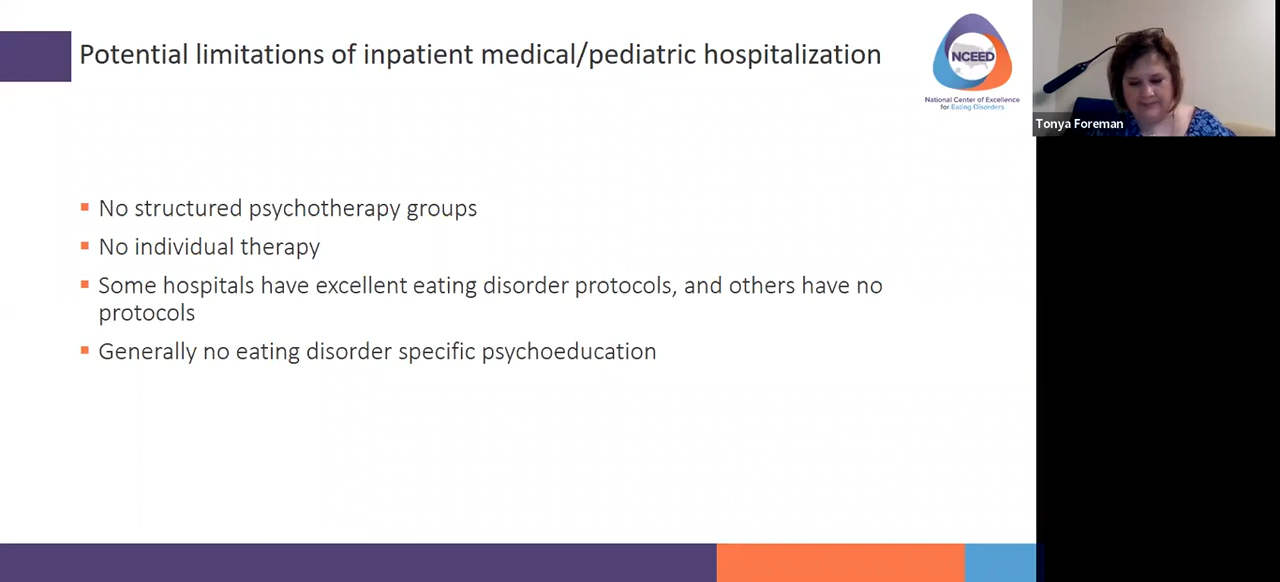 Potential limitations of inpatient medical/pediatric hospitalization
NCEED
National Center of Excellence
for Eating Disorders
Tonya Foreman
No structured psychotherapy groups
No individual therapy
Some hospitals have excellent eating disorder protocols, and others have no
protocols
Generally no eating disorder specific psychoeducation